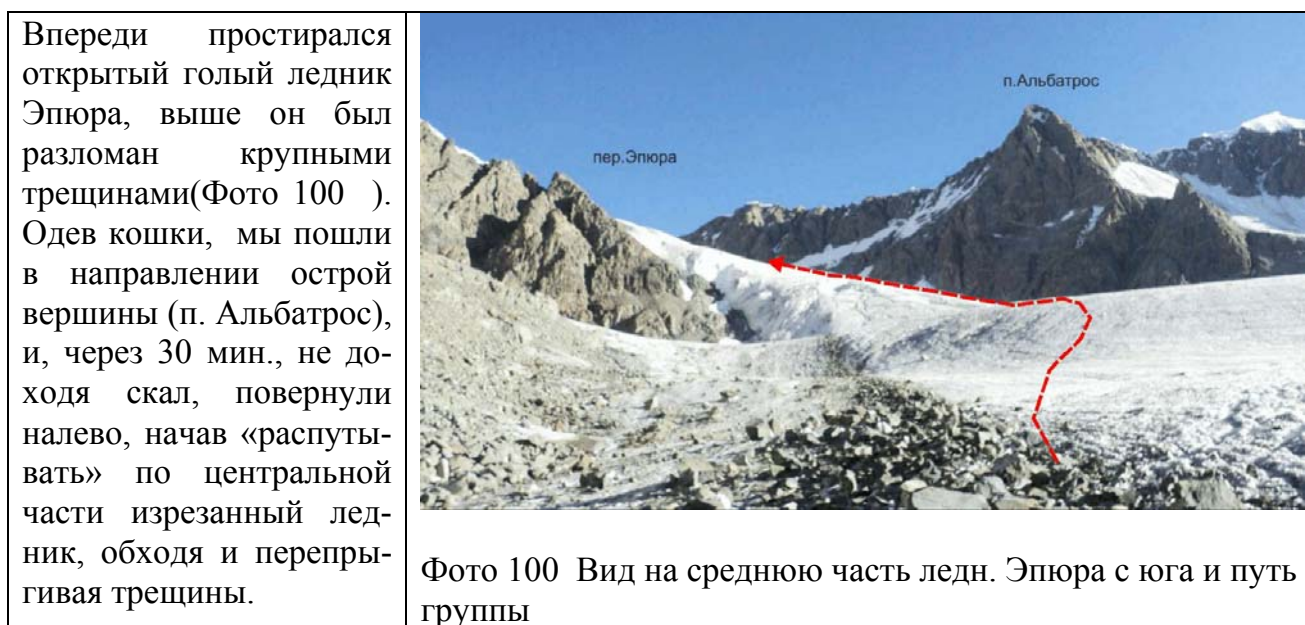 Впереди простирался
открытый голый ледник
Эпюра, выше он был
разломан крупными
трещинами(Фото 100 ).
Одев кошки, мы пошли
в направлении острой
вершины (п. Альбатрос),
и, через 30 мин., не до-
ходя скал, повернули
налево, начав «распуты-
вать» по центральной
части изрезанный лед-
ник, обходя и перепры-
гивая трещины.
п.Альбатрос
пер.Эпюра
Фото 100 Вид на среднюю часть ледн. Эпюра с юга и путь
группы